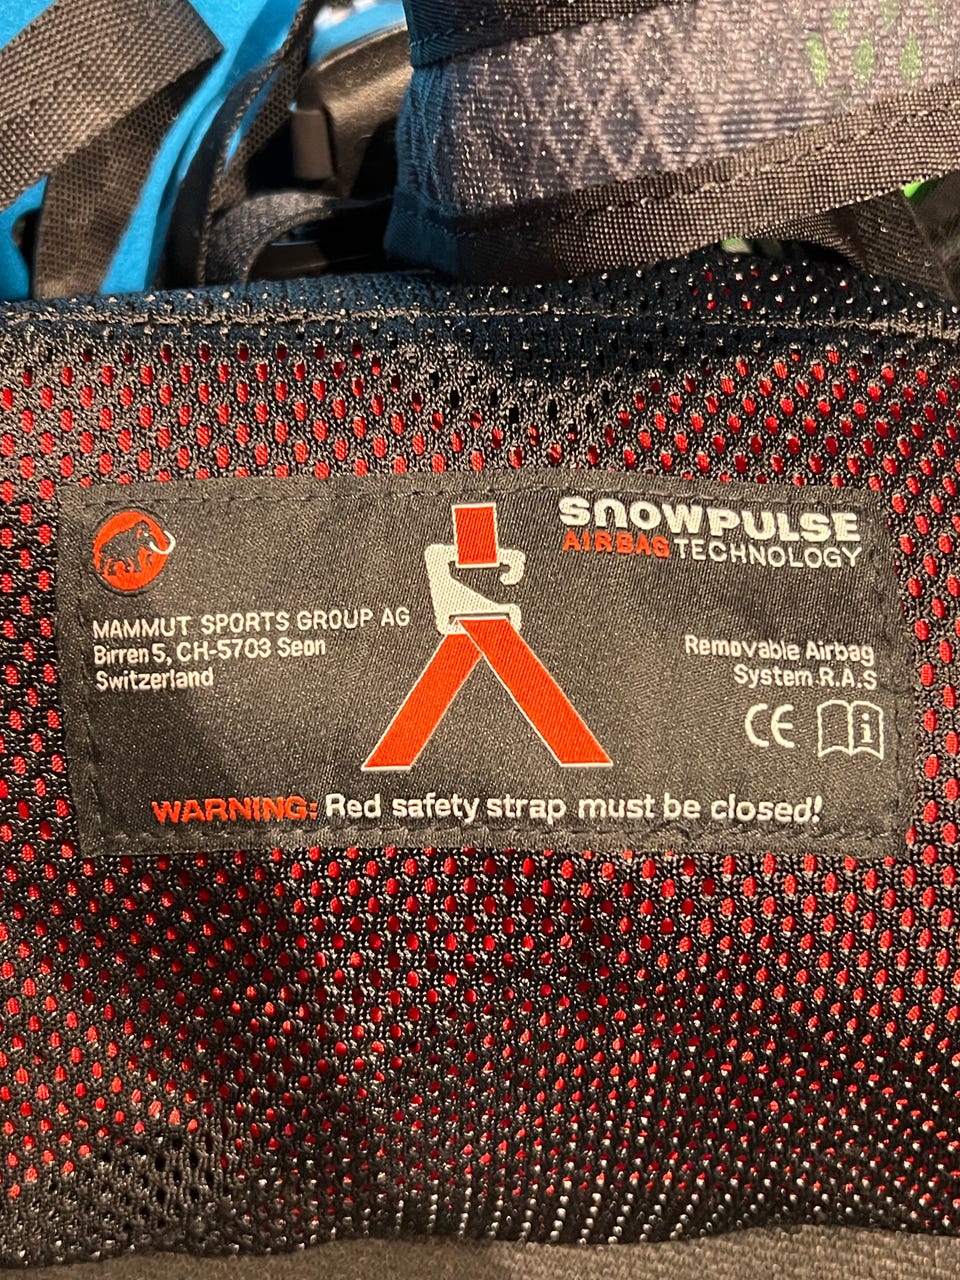 SNOWPULSE
AIRBAG TECHNOLOGY
MAMMUT SPORTS GROUP AG
Birren 5, CH-5703 Seon
Switzerland
Removable Airbag
System R.A.S
CE i
WARNING: Red safety strap must be closed!